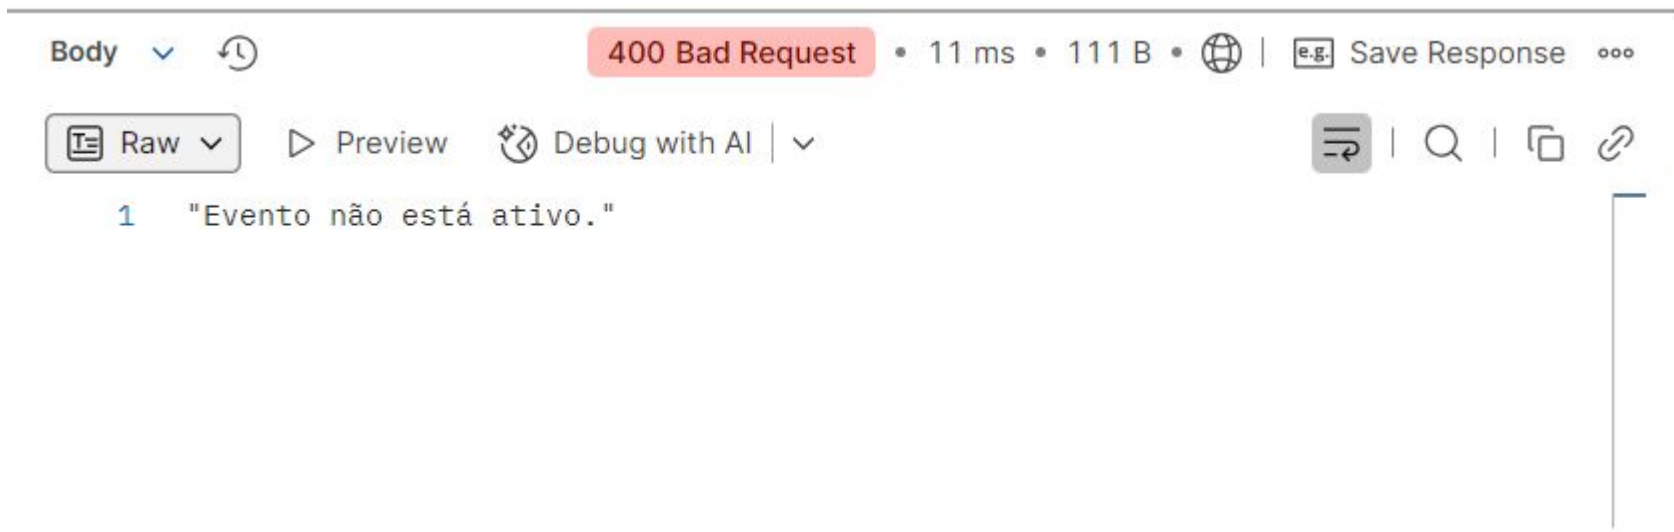 Body
400 Bad Request • 11 ms • 111 B • e.g. Save Response
Raw Preview Debug with AI
1 "Evento não está ativo."